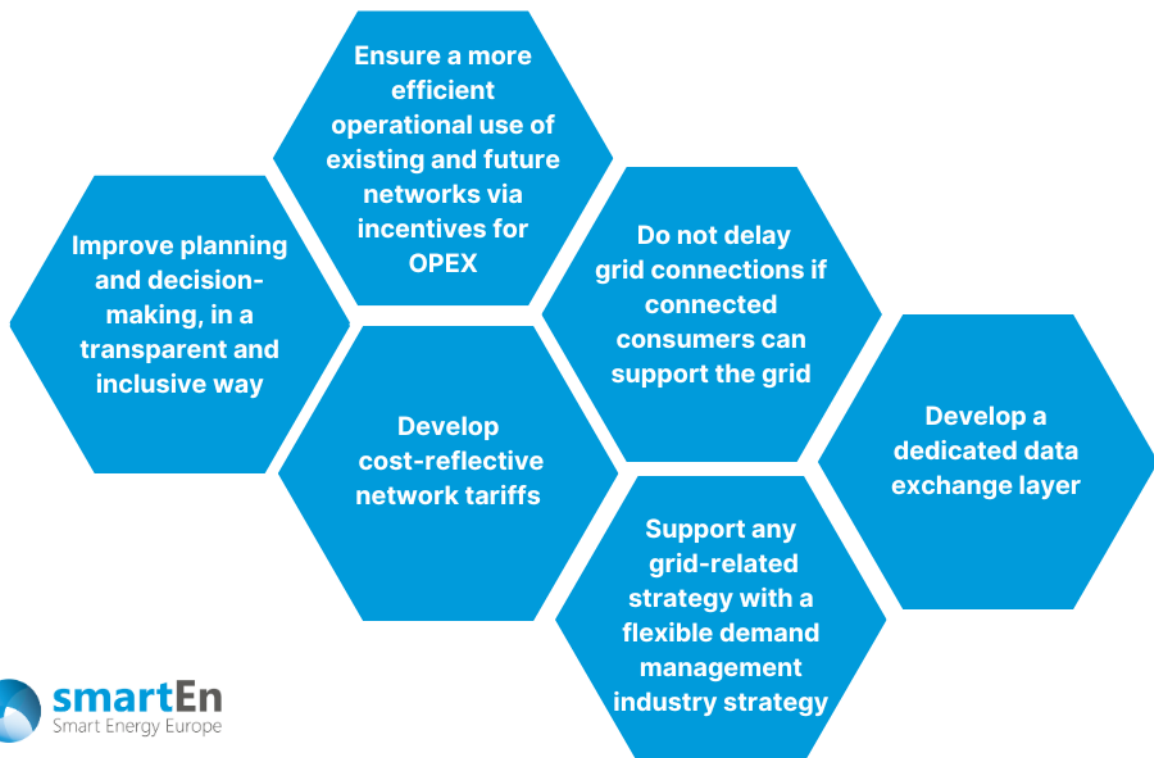 Ensure a more
efficient
operational use of
existing and future
networks via
incentives for
OPEX
Improve planning
and decision-
making, in a
transparent and
inclusive way
Do not delay
grid connections if
connected
consumers can
support the grid
Develop
cost-reflective
network tariffs
Develop a
dedicated data
exchange layer
Support any
grid-related
strategy with a
flexible demand
management
industry strategy
smartEn
Smart Energy Europe